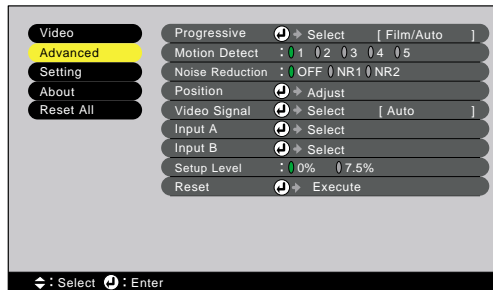 Video
Advanced
Setting
About
Reset All
Progressive Select [ Film/Auto ]
Motion Detect : 1 2 3 4 5
Noise Reduction : OFF NR1 NR2
Position Adjust
Video Signal Select [ Auto ]
Input A Select
Input B Select
Setup Level : 0% 7.5%
Reset Execute
: Select : Enter